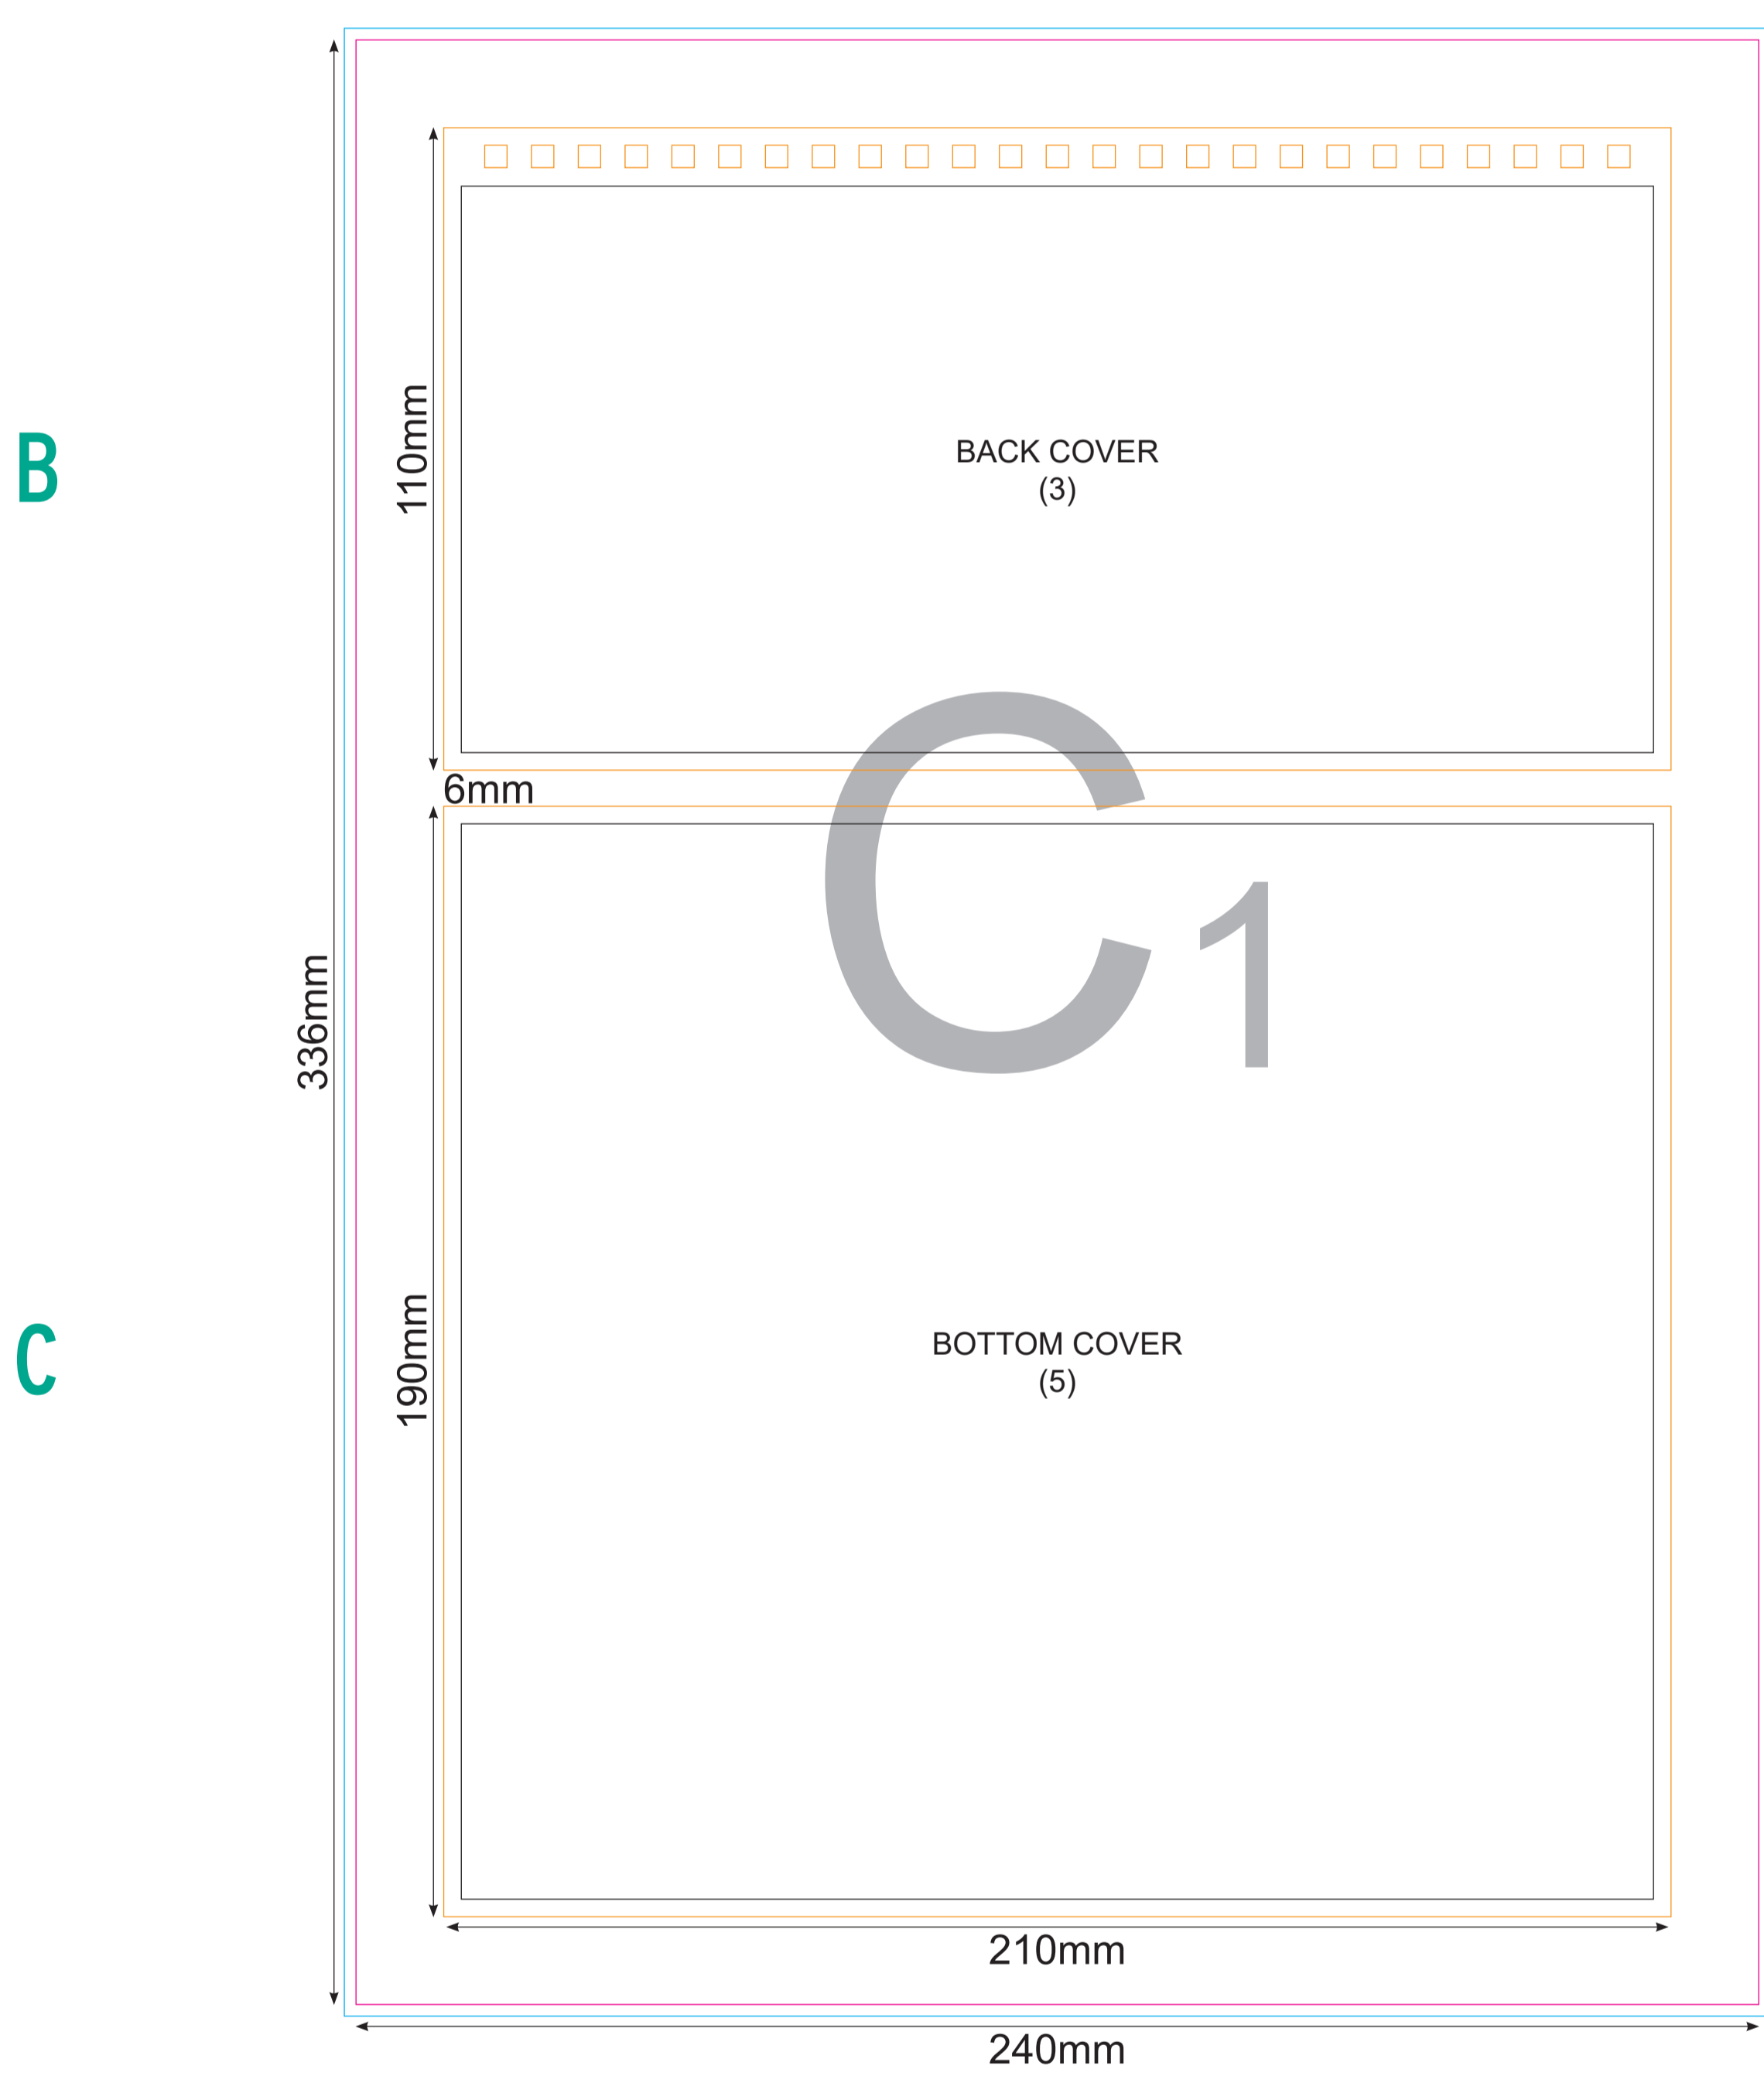 B
110mm
BACK COVER
(3)
6mm
C1
336mm
C
190mm
BOTTOM COVER
(5)
210mm
240mm